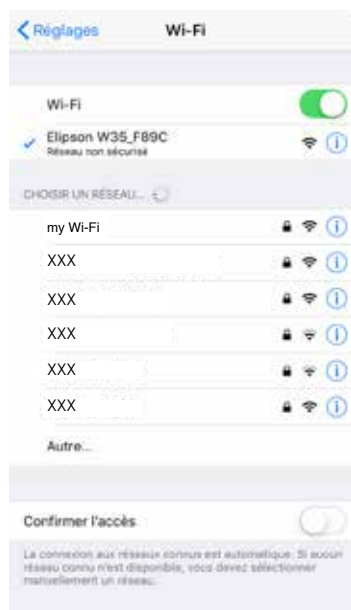 Réglages
Wi-Fi
Wi-Fi
Elipson W35_F89C
Réseau non sécurisé
CHOISIR UN RÉSEAU...
my Wi-Fi
XXX
XXX
XXX
XXX
XXX
Autre...
Confirmer l'accès
La connexion aux réseaux connus est automatique. Si aucun
réseau connu n'est disponible, vous devez sélectionner
manuellement un réseau.